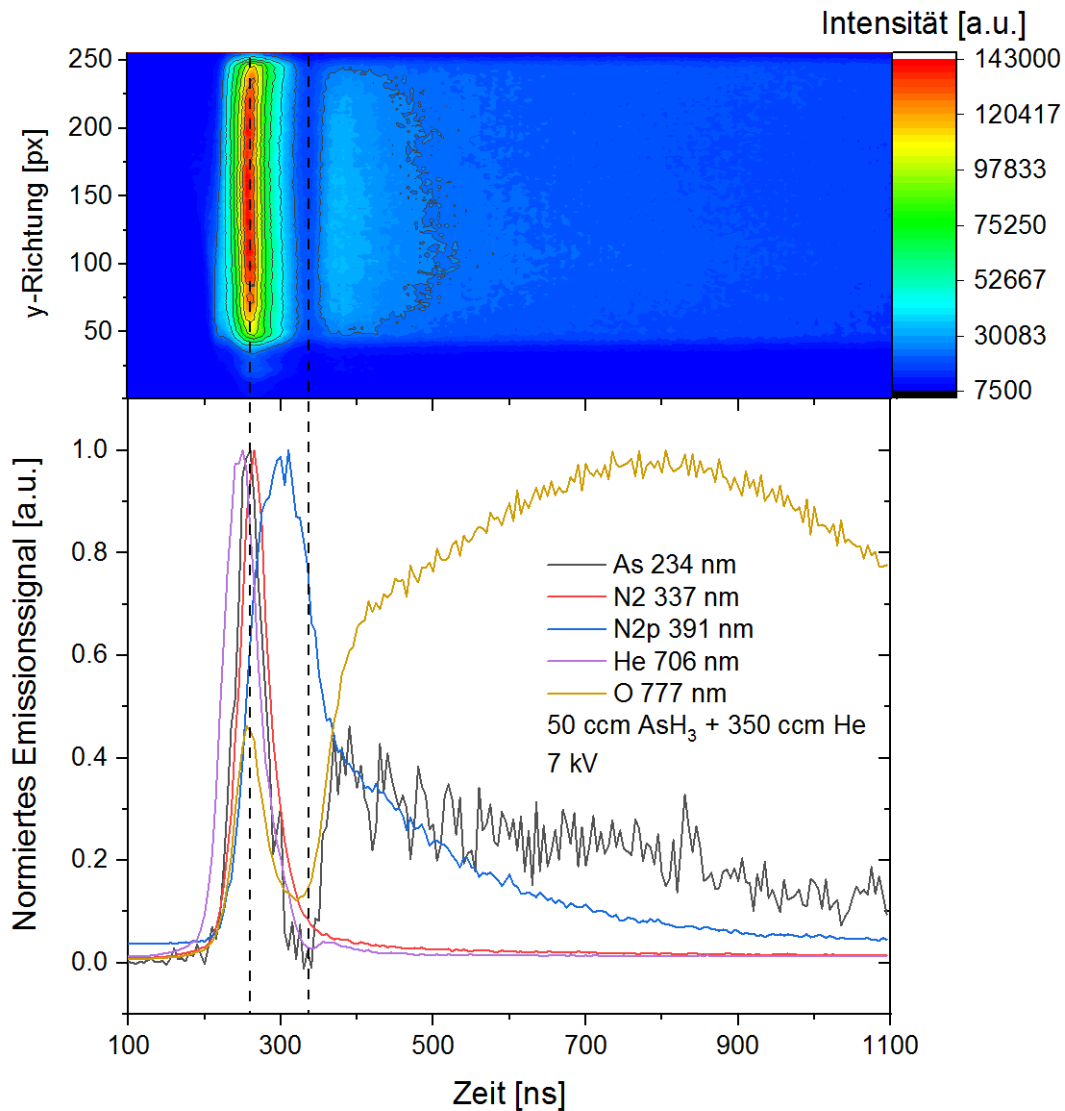 Intensität [a.u.]
y-Richtung [px]
250
200
150
100
50
143000
120417
97833
75250
52667
30083
7500
Normiertes Emissionssignal [a.u.]
1.0
0.8
0.6
0.4
0.2
0.0
As 234 nm
N2 337 nm
N2p 391 nm
He 706 nm
O 777 nm
50 ccm AsH₃ + 350 ccm He
7 kV
100 300 500 700 900 1100
Zeit [ns]